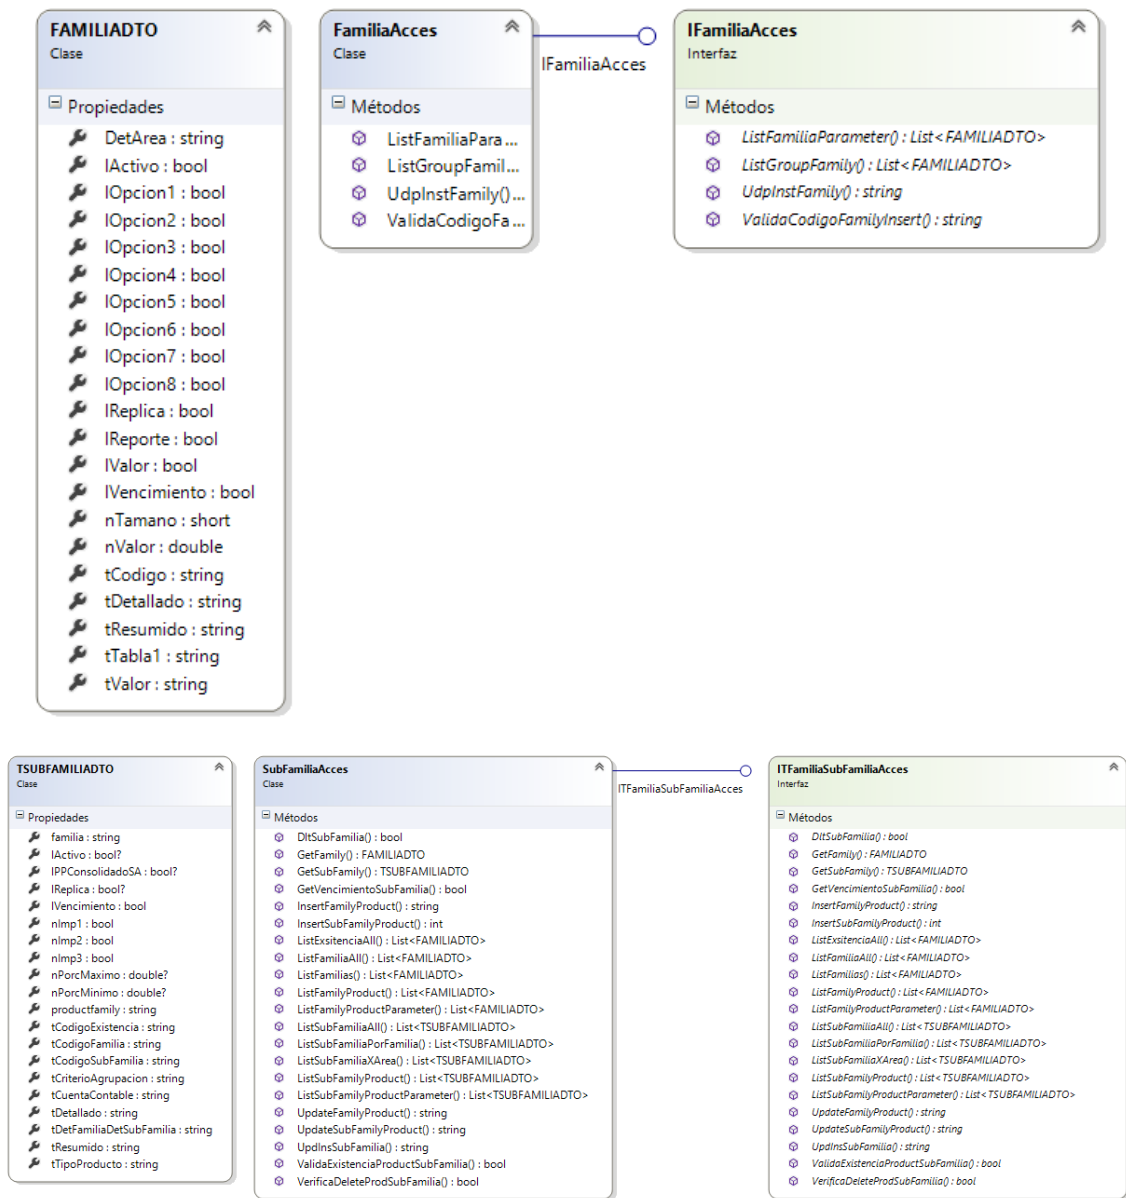 FAMILIADTO
Clase
Propiedades
DetArea : string
lActivo : bool
lOpcion1 : bool
lOpcion2 : bool
lOpcion3 : bool
lOpcion4 : bool
lOpcion5 : bool
lOpcion6 : bool
lOpcion7 : bool
lOpcion8 : bool
lReplica : bool
lReporte : bool
lValor : bool
lVencimiento : bool
nTamano : short
nValor : double
tCodigo : string
tDetallado : string
tResumido : string
tTabla1 : string
tValor : string
FamiliaAcces
Clase
Métodos
ListFamiliaPara...
ListGroupFamil...
UdpInstFamily()...
ValidaCodigoFa...
IFamiliaAcces
IFamiliaAcces
Interfaz
Métodos
ListFamiliaParameter() : List<FAMILIADTO>
ListGroupFamily() : List<FAMILIADTO>
UdpInstFamily() : string
ValidaCodigoFamilyInsert() : string
TSUBFAMILIADTO
Clase
Propiedades
familia : string
lActivo : bool?
lPPConsolidadoSA : bool?
lReplica : bool?
lVencimiento : bool
nImp1 : bool
nImp2 : bool
nImp3 : bool
nPorcMaximo : double?
nPorcMinimo : double?
productfamily : string
tCodigoExistencia : string
tCodigoFamilia : string
tCodigoSubFamilia : string
tCriterioAgrupacion : string
tCuentaContable : string
tDetallado : string
tDetFamiliaDetSubFamilia : string
tResumido : string
tTipoProducto : string
SubFamiliaAcces
Clase
Métodos
DltSubFamilia() : bool
GetFamily() : FAMILIADTO
GetSubFamily() : TSUBFAMILIADTO
GetVencimientoSubFamilia() : bool
InsertFamilyProduct() : string
InsertSubFamilyProduct() : int
ListExsitenciaAll() : List<FAMILIADTO>
ListFamiliaAll() : List<FAMILIADTO>
ListFamilias() : List<FAMILIADTO>
ListFamilyProduct() : List<FAMILIADTO>
ListFamilyProductParameter() : List<FAMILIADTO>
ListSubFamiliaAll() : List<TSUBFAMILIADTO>
ListSubFamiliaPorFamilia() : List<TSUBFAMILIADTO>
ListSubFamiliaXArea() : List<TSUBFAMILIADTO>
ListSubFamilyProduct() : List<TSUBFAMILIADTO>
ListSubFamilyProductParameter() : List<TSUBFAMILIADTO>
UpdateFamilyProduct() : string
UpdateSubFamilyProduct() : string
UpdInsSubFamilia() : string
ValidaExistenciaProductSubFamilia() : bool
VerificaDeleteProdSubFamilia() : bool
ITFamiliaSubFamiliaAcces
ITFamiliaSubFamiliaAcces
Interfaz
Métodos
DltSubFamilia() : bool
GetFamily() : FAMILIADTO
GetSubFamily() : TSUBFAMILIADTO
GetVencimientoSubFamilia() : bool
InsertFamilyProduct() : string
InsertSubFamilyProduct() : int
ListExsitenciaAll() : List<FAMILIADTO>
ListFamiliaAll() : List<FAMILIADTO>
ListFamilias() : List<FAMILIADTO>
ListFamilyProduct() : List<FAMILIADTO>
ListFamilyProductParameter() : List<FAMILIADTO>
ListSubFamiliaAll() : List<TSUBFAMILIADTO>
ListSubFamiliaPorFamilia() : List<TSUBFAMILIADTO>
ListSubFamiliaXArea() : List<TSUBFAMILIADTO>
ListSubFamilyProduct() : List<TSUBFAMILIADTO>
ListSubFamilyProductParameter() : List<TSUBFAMILIADTO>
UpdateFamilyProduct() : string
UpdateSubFamilyProduct() : string
UpdInsSubFamilia() : string
ValidaExistenciaProductSubFamilia() : bool
VerificaDeleteProdSubFamilia() : bool